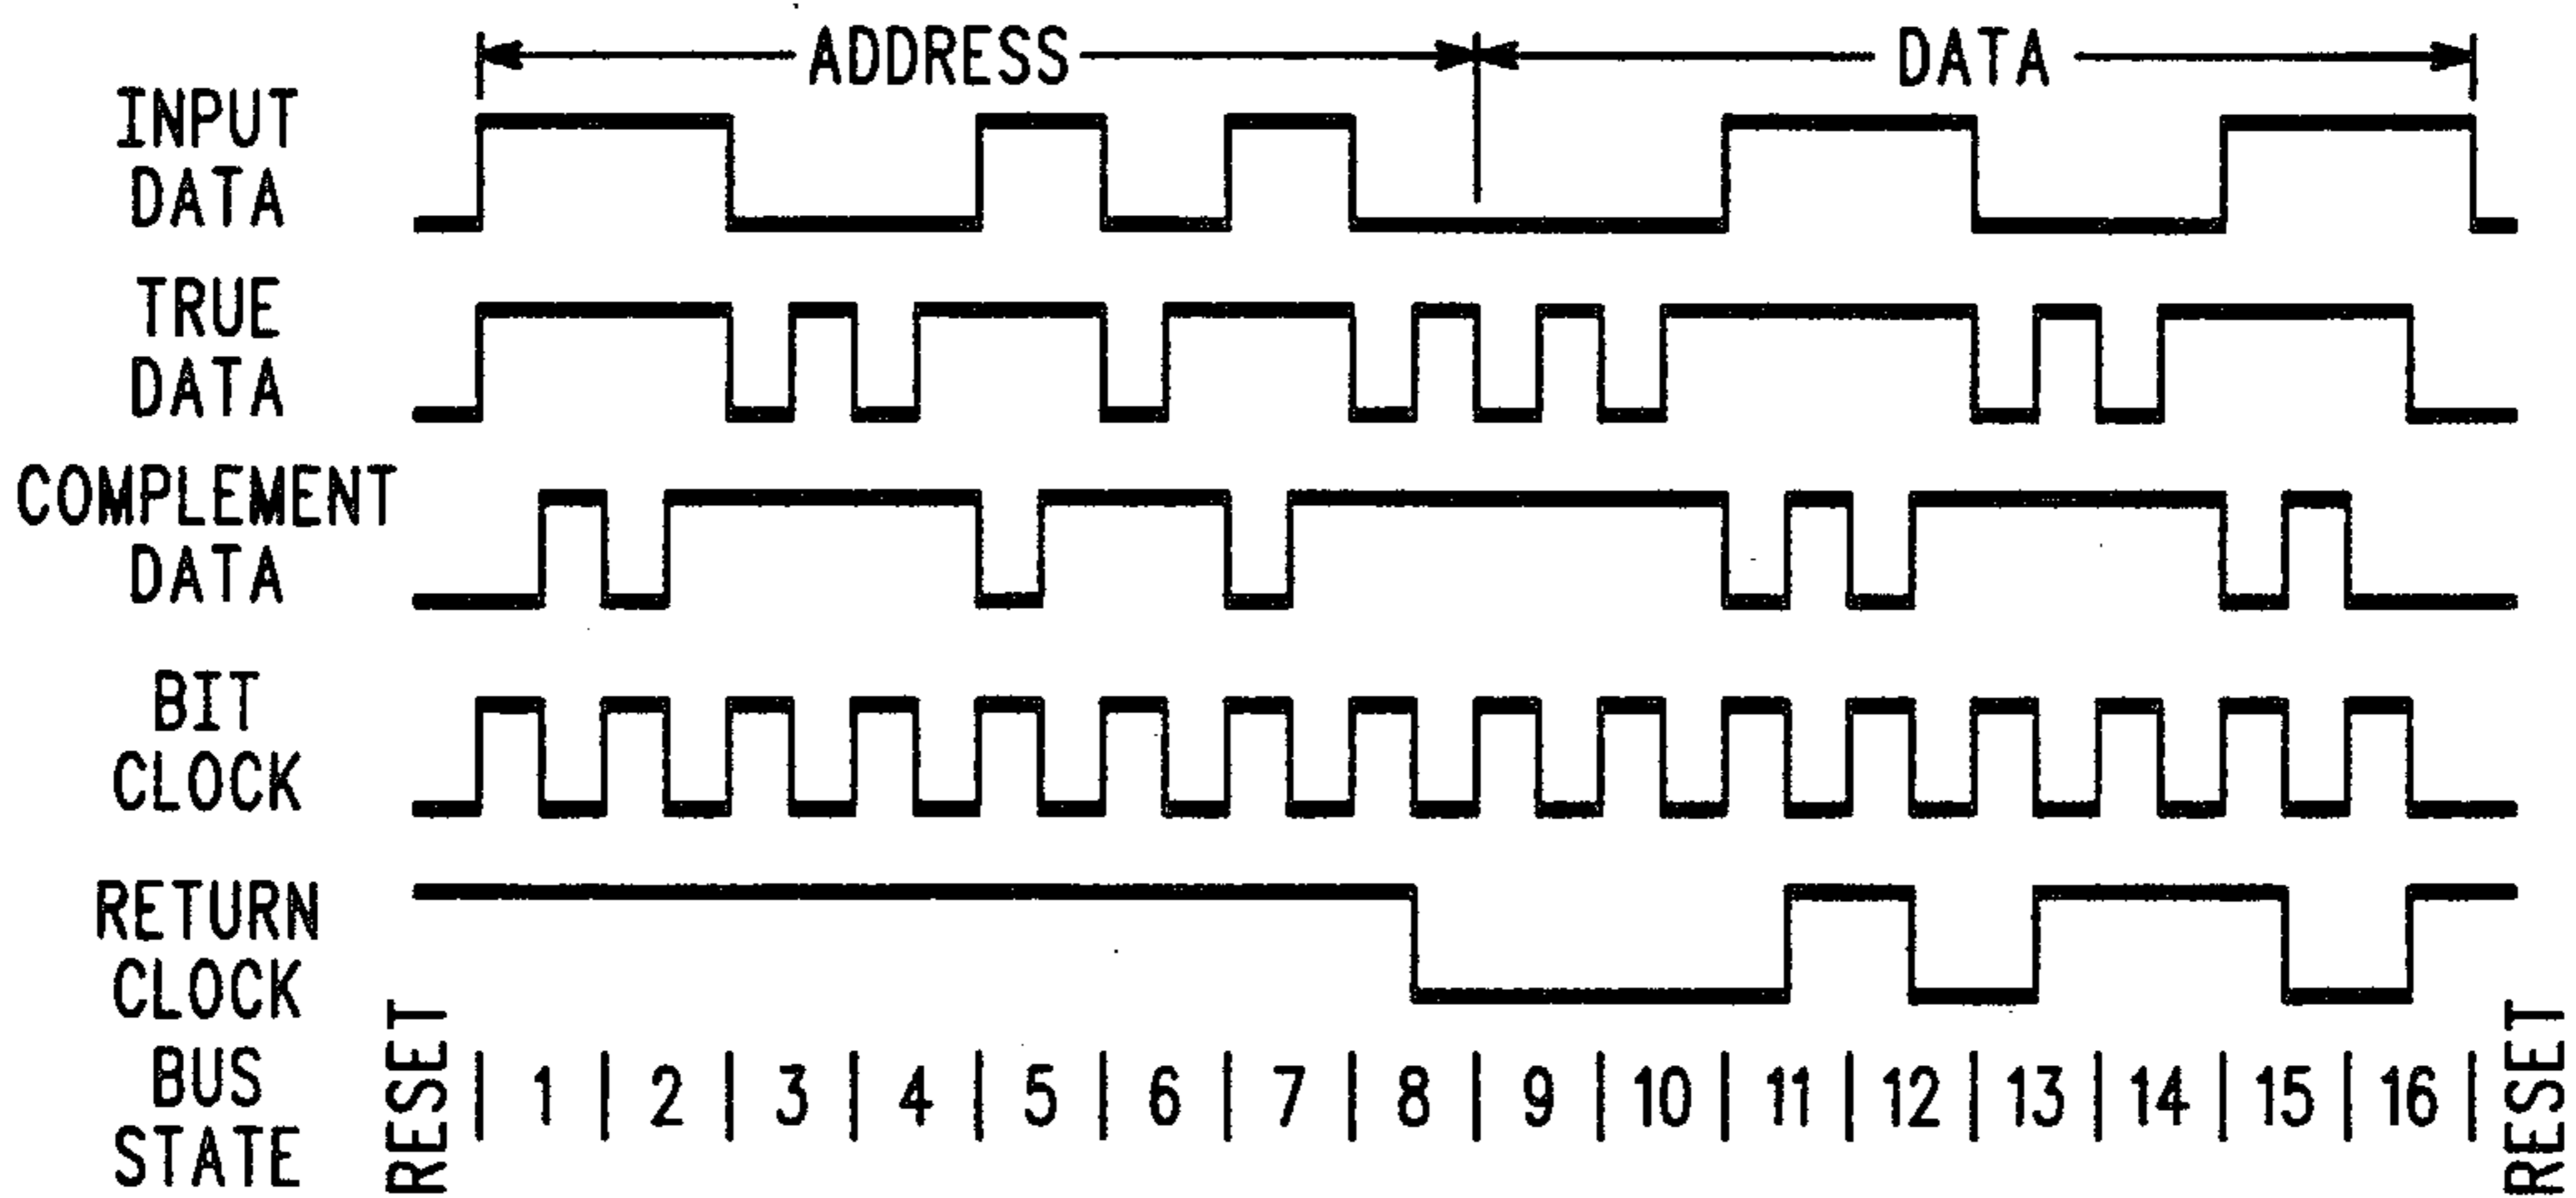 ADDRESS DATA
INPUT
DATA
TRUE
DATA
COMPLEMENT
DATA
BIT
CLOCK
RETURN
CLOCK
BUS
STATE
RESET 1 2 3 4 5 6 7 8 9 10 11 12 13 14 15 16 RESET